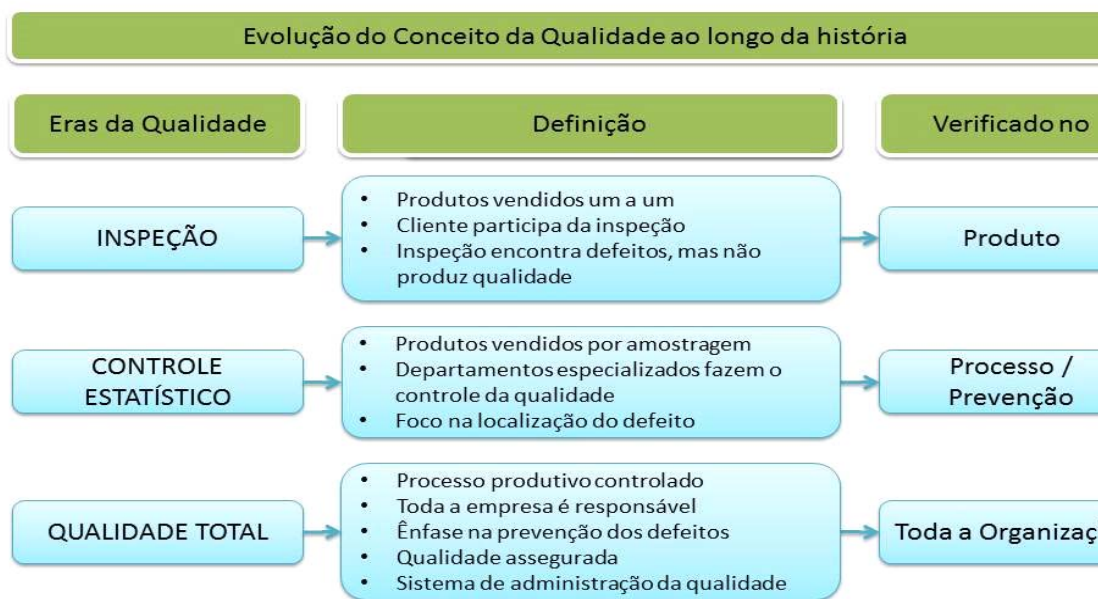 Evolução do Conceito da Qualidade ao longo da história
Eras da Qualidade
Definição
Verificado no
INSPEÇÃO
• Produtos vendidos um a um
• Cliente participa da inspeção
• Inspeção encontra defeitos, mas não
produz qualidade
Produto
CONTROLE
ESTATÍSTICO
• Produtos vendidos por amostragem
• Departamentos especializados fazem o
controle da qualidade
• Foco na localização do defeito
Processo /
Prevenção
QUALIDADE TOTAL
• Processo produtivo controlado
• Toda a empresa é responsável
• Ênfase na prevenção dos defeitos
• Qualidade assegurada
• Sistema de administração da qualidade
Toda a Organizaç